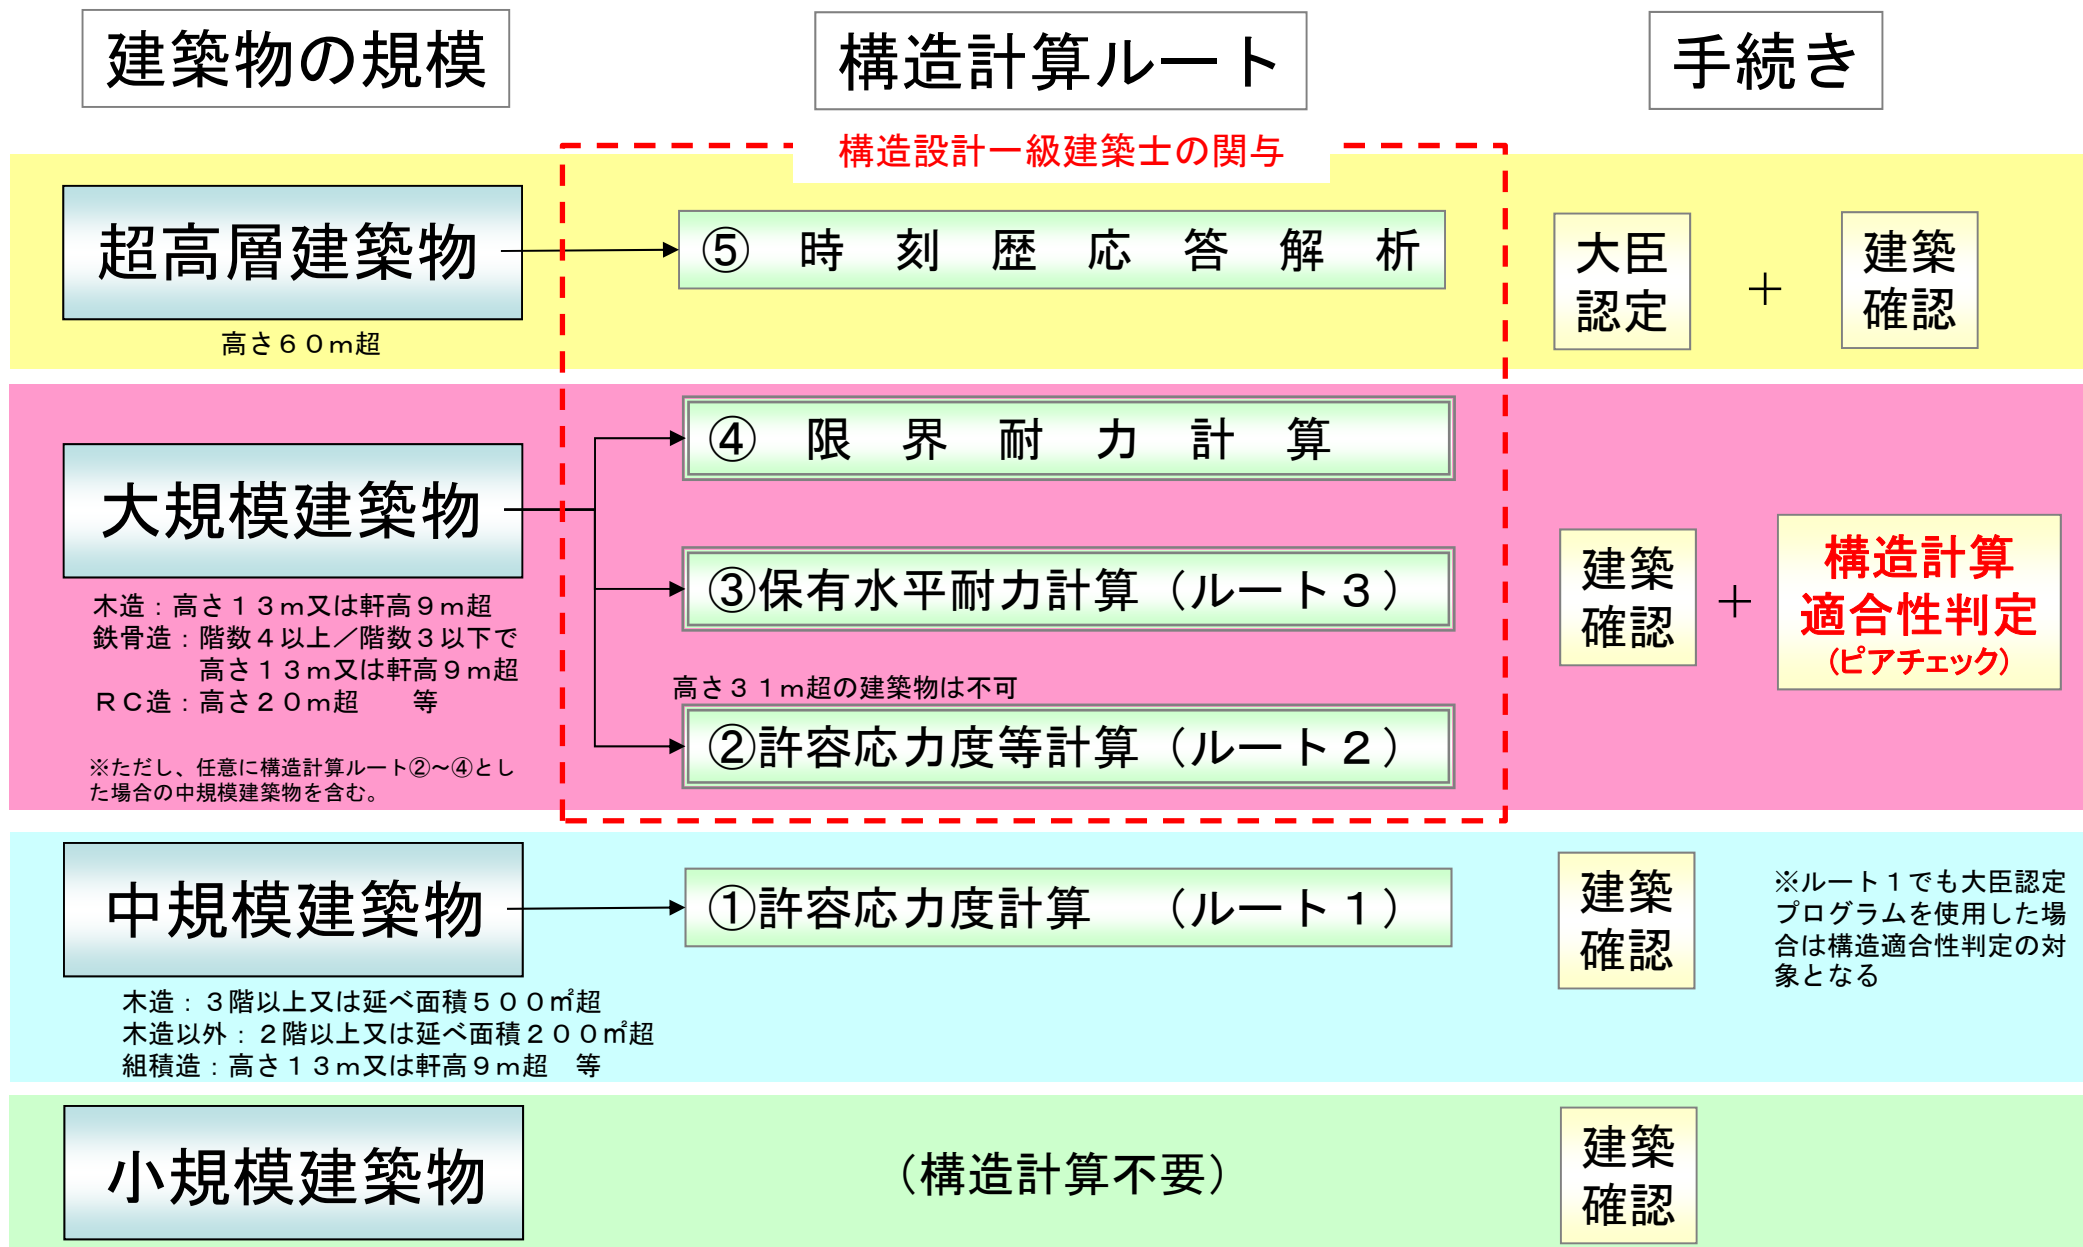 建築物の規模
構造計算ルート
手続き
構造設計一級建築士の関与
超高層建築物
高さ６０ｍ超
⑤　時　刻　歴　応　答　解　析
大臣
認定
＋
建築
確認
大規模建築物
木造：高さ１３ｍ又は軒高９ｍ超
鉄骨造：階数４以上／階数３以下で
高さ１３ｍ又は軒高９ｍ超
ＲＣ造：高さ２０ｍ超　　等
※ただし、任意に構造計算ルート②～④とし
た場合の中規模建築物を含む。
④　限　界　耐　力　計　算
③保有水平耐力計算（ルート３）
高さ３１ｍ超の建築物は不可
②許容応力度等計算（ルート２）
建築
確認
＋
構造計算
適合性判定
（ピアチェック）
中規模建築物
木造：３階以上又は延べ面積５００㎡超
木造以外：２階以上又は延べ面積２００㎡超
組積造：高さ１３ｍ又は軒高９ｍ超　等
①許容応力度計算　（ルート１）
建築
確認
※ルート１でも大臣認定
プログラムを使用した場
合は構造適合性判定の対
象となる
小規模建築物
（構造計算不要）
建築
確認